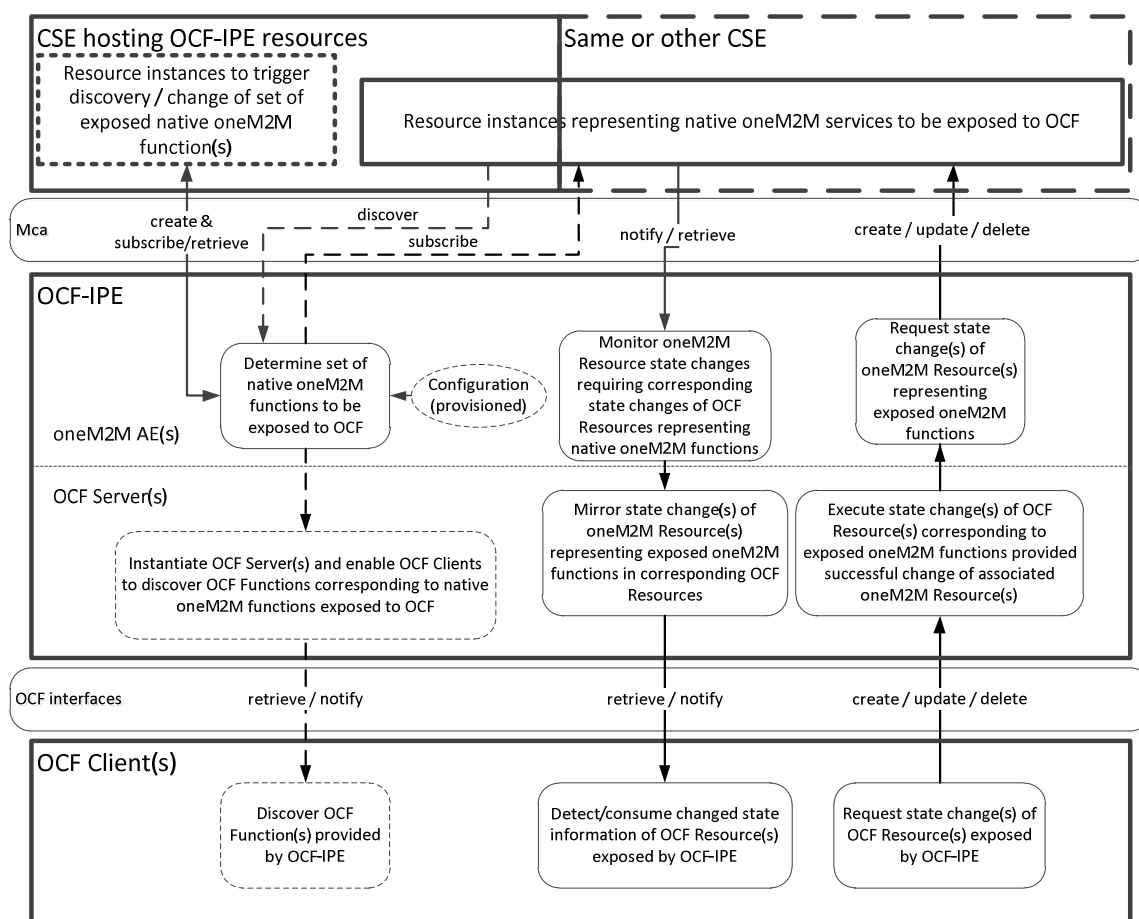 CSE hosting OCF-IPE resources
Same or other CSE
Resource instances to trigger
discovery / change of set of
exposed native oneM2M
function(s)
Resource instances representing native oneM2M services to be exposed to OCF
Mca
create &
subscribe/retrieve
discover
subscribe
notify / retrieve
create / update / delete
OCF-IPE
Determine set of
native oneM2M
functions to be
exposed to OCF
Configuration
(provisioned)
Monitor oneM2M
Resource state changes
requiring corresponding
state changes of OCF
Resources representing
native oneM2M functions
Request state
change(s) of
oneM2M Resource(s)
representing
exposed oneM2M
functions
oneM2M AE(s)
OCF Server(s)
Instantiate OCF Server(s) and enable OCF Clients
to discover OCF Functions corresponding to native
oneM2M functions exposed to OCF
Mirror state change(s) of
oneM2M Resource(s)
representing exposed oneM2M
functions in corresponding OCF
Resources
Execute state change(s) of OCF
Resource(s) corresponding to
exposed oneM2M functions provided
successful change of associated
oneM2M Resource(s)
OCF interfaces
retrieve / notify
retrieve / notify
create / update / delete
OCF Client(s)
Discover OCF
Function(s) provided
by OCF-IPE
Detect/consume changed state
information of OCF Resource(s)
exposed by OCF-IPE
Request state change(s) of
OCF Resource(s) exposed
by OCF-IPE